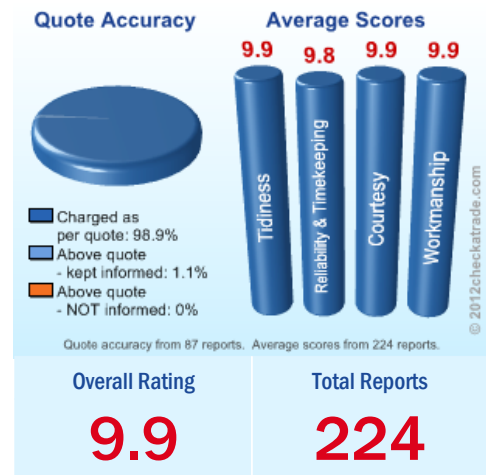 Quote Accuracy
Charged as
per quote: 98.9%
Above quote
- kept informed: 1.1%
Above quote
- NOT informed: 0%
Average Scores
9.9 9.8 9.9 9.9
Tidiness
Reliability & Timekeeping
Courtesy
Workmanship
© 2012checkatrade.com
Quote accuracy from 87 reports. Average scores from 224 reports.
Overall Rating
9.9
Total Reports
224